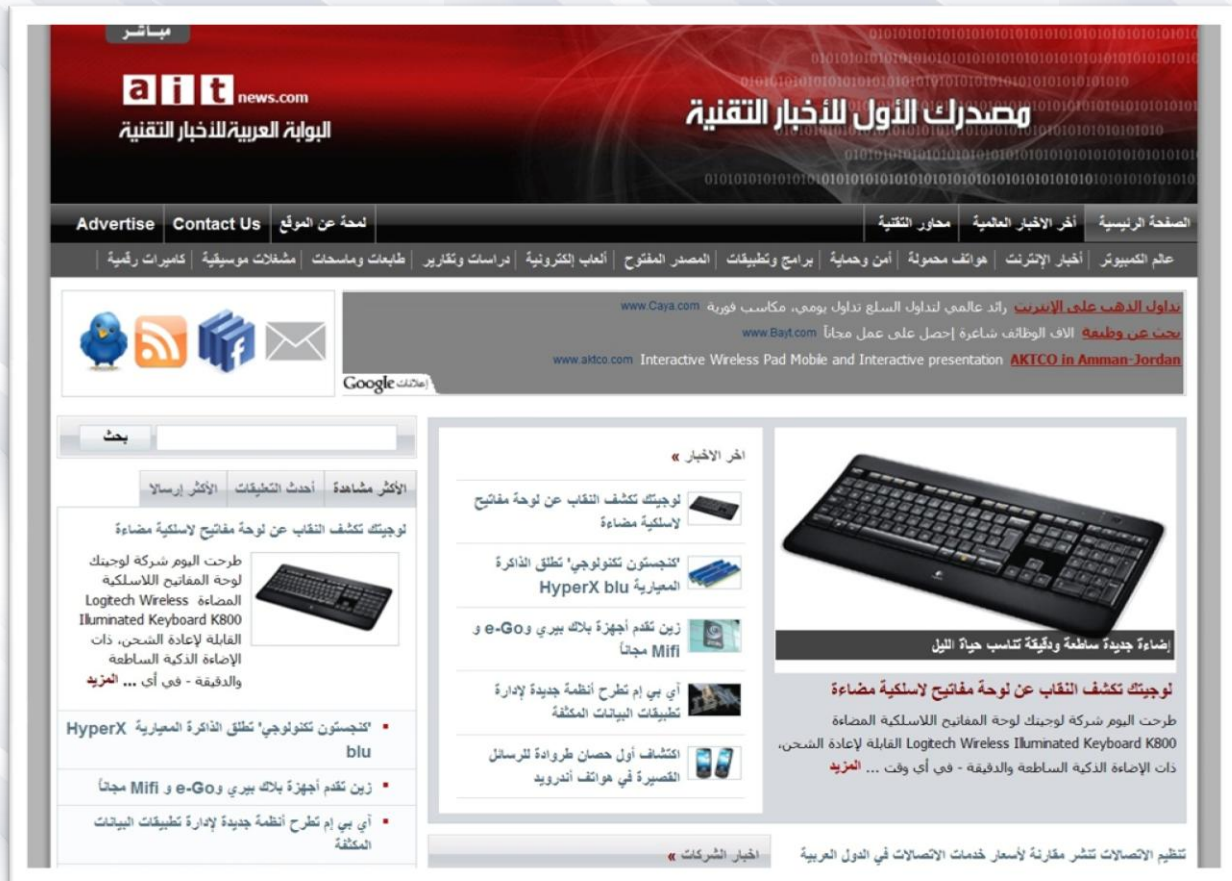 مباشر
ait news.com
البوابة العربية للأخبار التقنية
مصدرك الأول للأخبار التقنية
الصفحة الرئيسية
أخر الاخبار العالمية
محاور التقنية
لمحة عن الموقع
Contact Us
Advertise
عالم الكمبيوتر | أخبار الإنترنت | هواتف محمولة | أمن وحماية | برامج وتطبيقات | المصدر المفتوح | ألعاب إلكترونية | دراسات وتقارير | طابعات وماسحات | مشغلات موسيقية | كاميرات رقمية |
تداول الذهب على الإنترنت رائد عالمي لتداول السلع تداول يومي، مكاسب فورية www.Caya.com
بحث عن وظيفة الاف الوظائف شاغرة إحصل على عمل مجاناً www.Bayt.com
AKTCO in Amman-Jordan Interactive Wireless Pad Mobile and Interactive presentation www.aktco.com
إعلانات Google
إضاءة جديدة ساطعة ودقيقة تناسب حياة الليل
لوجيتك تكشف النقاب عن لوحة مفاتيح لاسلكية مضاءة
طرحت اليوم شركة لوجيتك لوحة المفاتيح اللاسلكية المضاءة
Logitech Wireless Illuminated Keyboard K800 القابلة لإعادة الشحن،
ذات الإضاءة الذكية الساطعة والدقيقة - في أي وقت ... المزيد
تنظيم الاتصالات تنشر مقارنة لأسعار خدمات الاتصالات في الدول العربية
اخر الاخبار »
لوجيتك تكشف النقاب عن لوحة مفاتيح
لاسلكية مضاءة
'كنجستون تكنولوجي' تطلق الذاكرة
المعيارية HyperX blu
زين تقدم أجهزة بلاك بيري وe-Go و
Mifi مجاناً
آي بي إم تطرح أنظمة جديدة لإدارة
تطبيقات البيانات المكثفة
اكتشاف أول حصان طروادة للرسائل
القصيرة في هواتف أندرويد
اخبار الشركات »
بحث
الأكثر مشاهدة
أحدث التعليقات
الأكثر إرسالا
لوجيتك تكشف النقاب عن لوحة مفاتيح لاسلكية مضاءة
طرحت اليوم شركة لوجيتك
لوحة المفاتيح اللاسلكية
المضاءة Logitech Wireless
Illuminated Keyboard K800
القابلة لإعادة الشحن، ذات
الإضاءة الذكية الساطعة
والدقيقة - في أي ... المزيد
'كنجستون تكنولوجي' تطلق الذاكرة المعيارية HyperX
blu
زين تقدم أجهزة بلاك بيري وe-Go و Mifi مجاناً
آي بي إم تطرح أنظمة جديدة لإدارة تطبيقات البيانات
المكثفة